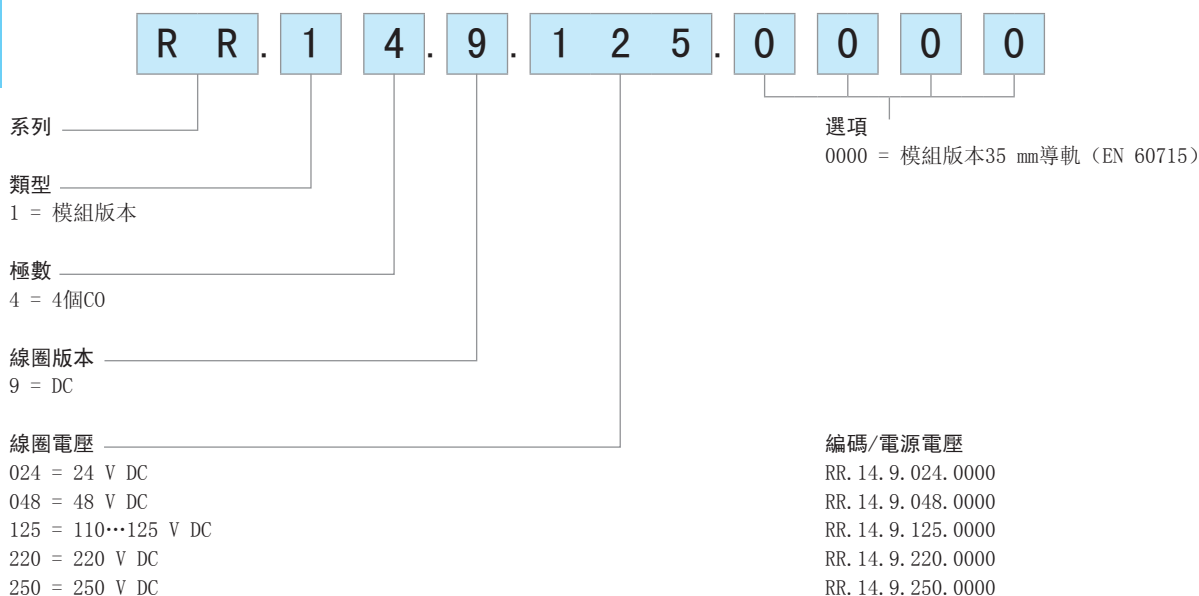 R R.1 4.9.1 2 5.0 0 0 0
系列
類型
1 = 模組版本
極數
4 = 4個CO
線圈版本
9 = DC
線圈電壓
024 = 24 V DC
048 = 48 V DC
125 = 110⋯125 V DC
220 = 220 V DC
250 = 250 V DC
選項
0000 = 模組版本35 mm導軌（EN 60715）
編碼/電源電壓
RR.14.9.024.0000
RR.14.9.048.0000
RR.14.9.125.0000
RR.14.9.220.0000
RR.14.9.250.0000